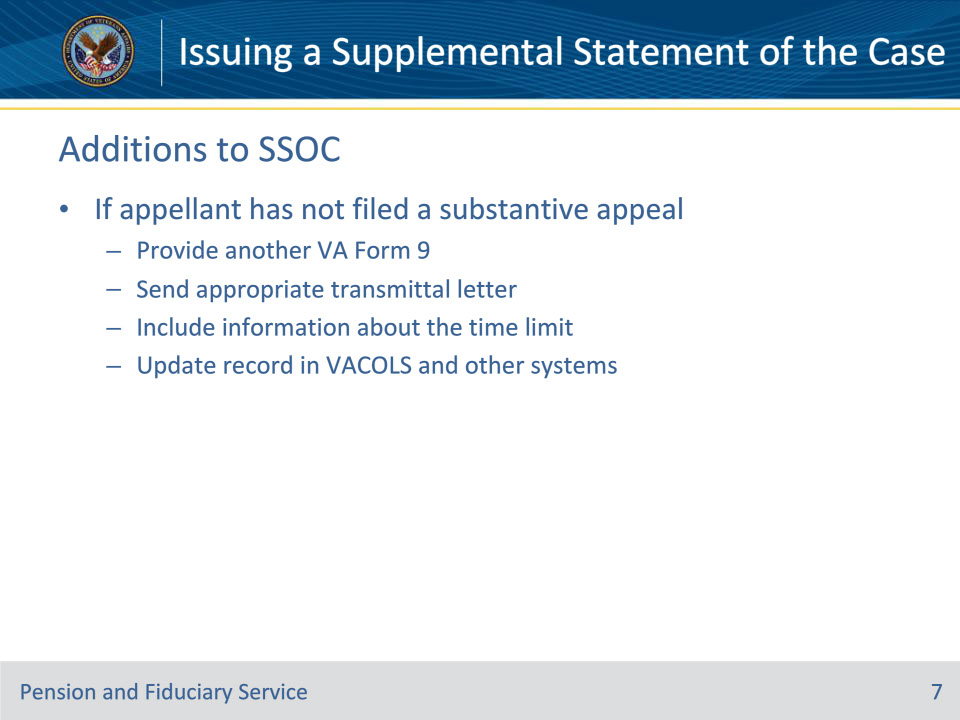 Issuing a Supplemental Statement of the Case
Additions to SSOC
• If appellant has not filed a substantive appeal
– Provide another VA Form 9
– Send appropriate transmittal letter
– Include information about the time limit
– Update record in VACOLS and other systems
Pension and Fiduciary Service
7